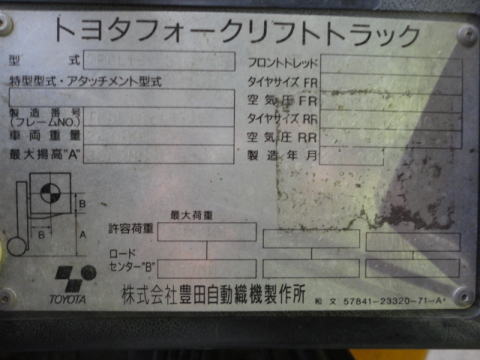 トヨタフォークリフトトラック
型式
フロントトレッド
特型型式・アタッチメント型式
タイヤサイズ FR
空気圧 FR
製造番号
(フレームNO.)
タイヤサイズ RR
車両重量
空気圧 RR
最大揚高"A"
製造年月
B
B
A
最大荷重
許容荷重
ロード
センター"B"
TOYOTA
株式会社豊田自動織機製作所
松文 57841-23320-71-A